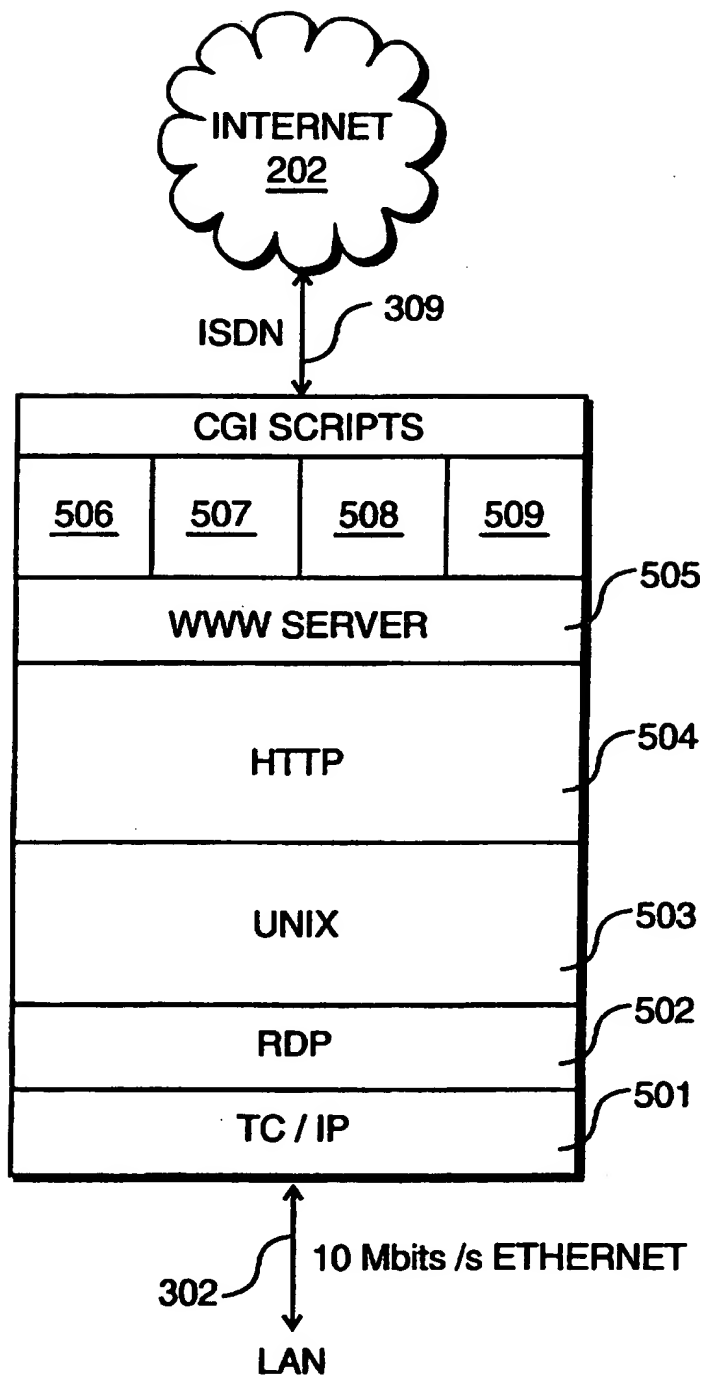 INTERNET
202
ISDN
309
CGI SCRIPTS
506 507 508 509
505
WWW SERVER
504
HTTP
503
UNIX
502
RDP
501
TC / IP
302
10 Mbits /s ETHERNET
LAN